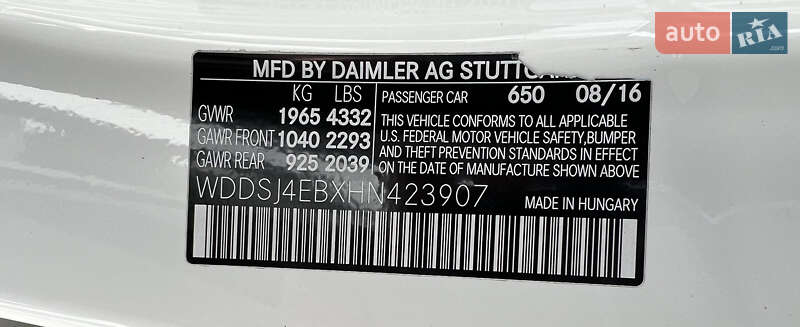 auto RIA
.com
MFD BY DAIMLER AG
KG LBS
GVWR 1965 4332
GAWR FRONT 1040 2293
GAWR REAR 925 2039
PASSENGER CAR 650 08/16
THIS VEHICLE CONFORMS TO ALL APPLICABLE
U.S. FEDERAL MOTOR VEHICLE SAFETY, BUMPER
AND THEFT PREVENTION STANDARDS IN EFFECT
ON THE DATE OF MANUFACTURE SHOWN ABOVE
WDDSJ4EBXHN423907
MADE IN HUNGARY